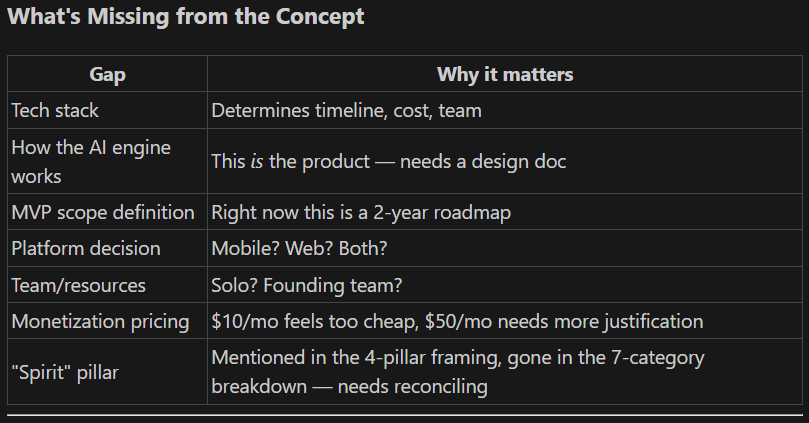 What's Missing from the Concept
Gap Why it matters
Tech stack Determines timeline, cost, team
How the AI engine
works
This is the product — needs a design doc
MVP scope definition Right now this is a 2-year roadmap
Platform decision Mobile? Web? Both?
Team/resources Solo? Founding team?
Monetization pricing $10/mo feels too cheap, $50/mo needs more justification
"Spirit" pillar
Mentioned in the 4-pillar framing, gone in the 7-category
breakdown — needs reconciling